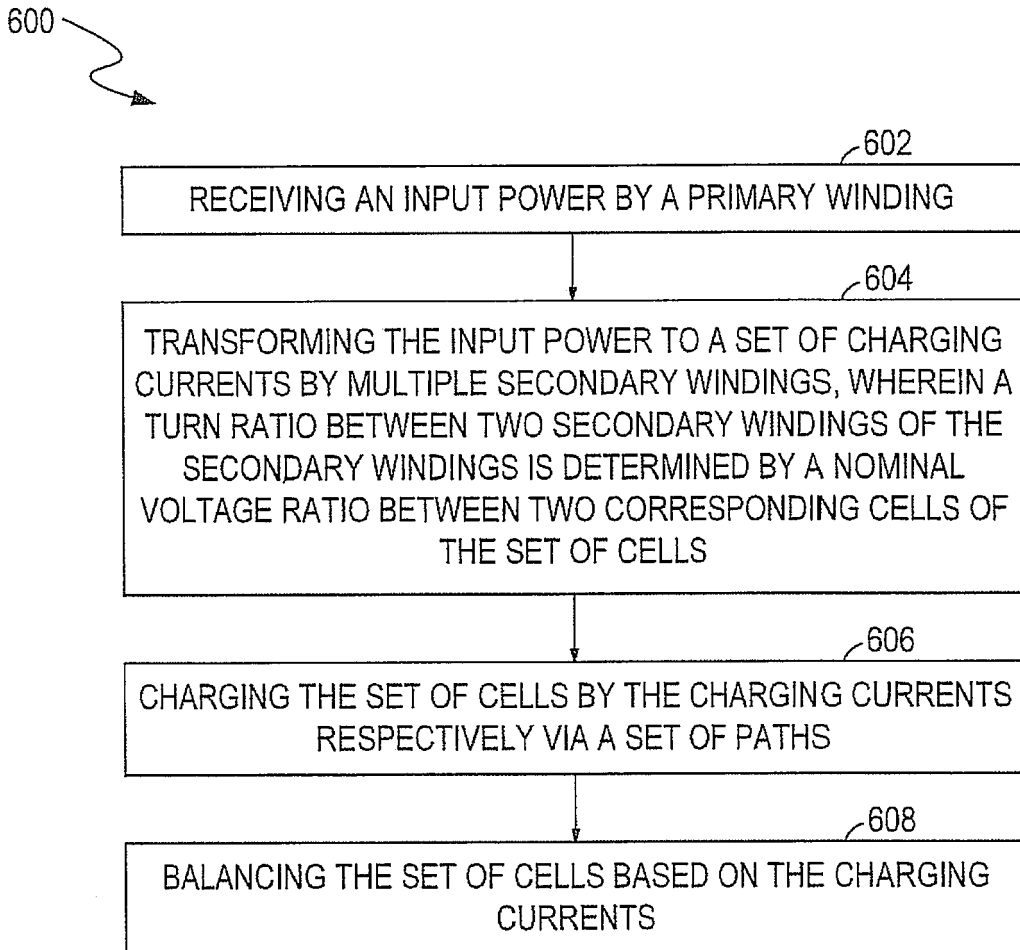 600
602
RECEIVING AN INPUT POWER BY A PRIMARY WINDING
604
TRANSFORMING THE INPUT POWER TO A SET OF CHARGING
CURRENTS BY MULTIPLE SECONDARY WINDINGS, WHEREIN A
TURN RATIO BETWEEN TWO SECONDARY WINDINGS OF THE
SECONDARY WINDINGS IS DETERMINED BY A NOMINAL
VOLTAGE RATIO BETWEEN TWO CORRESPONDING CELLS OF
THE SET OF CELLS
606
CHARGING THE SET OF CELLS BY THE CHARGING CURRENTS
RESPECTIVELY VIA A SET OF PATHS
608
BALANCING THE SET OF CELLS BASED ON THE CHARGING
CURRENTS